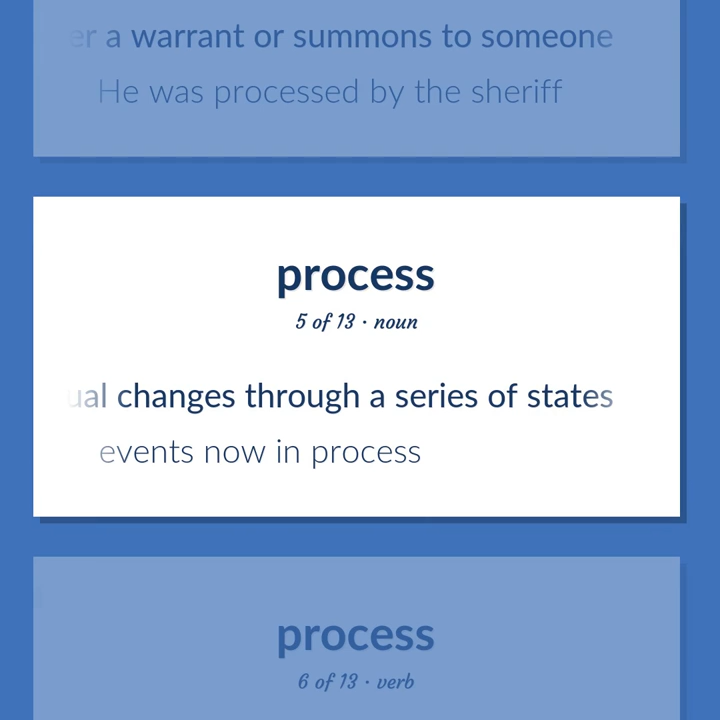 a warrant or summons to someone
He was processed by the sheriff
process
5 of 13 · noun
changes through a series of states
events now in process
process
6 of 13 · verb